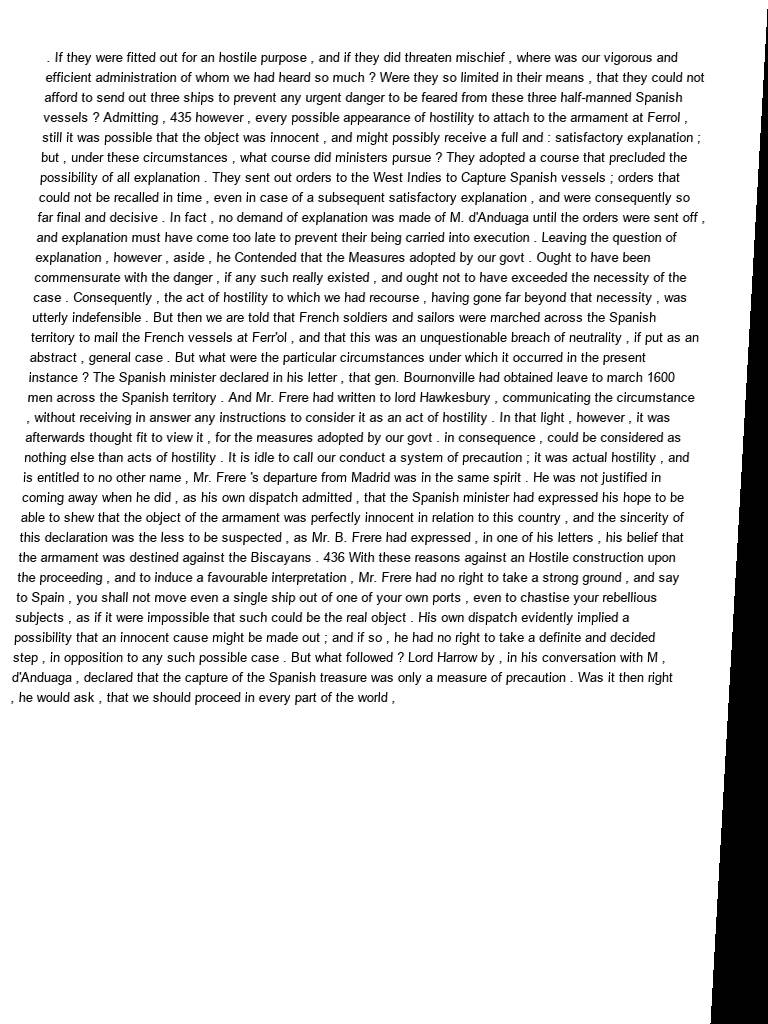 . If they were fitted out for an hostile purpose , and if they did threaten mischief , where was our vigorous and
efficient administration of whom we had heard so much ? Were they so limited in their means , that they could not
afford to send out three ships to prevent any urgent danger to be feared from these three half-manned Spanish
vessels ? Admitting , 435 however , every possible appearance of hostility to attach to the armament at Ferrol ,
still it was possible that the object was innocent , and might possibly receive a full and : satisfactory explanation ;
but , under these circumstances , what course did ministers pursue ? They adopted a course that precluded the
possibility of all explanation . They sent out orders to the West Indies to Capture Spanish vessels ; orders that
could not be recalled in time , even in case of a subsequent satisfactory explanation , and were consequently so
far final and decisive . In fact , no demand of explanation was made of M. d'Anduaga until the orders were sent off ,
and explanation must have come too late to prevent their being carried into execution . Leaving the question of
explanation , however , aside , he Contended that the Measures adopted by our govt . Ought to have been
commensurate with the danger , if any such really existed , and ought not to have exceeded the necessity of the
case . Consequently , the act of hostility to which we had recourse , having gone far beyond that necessity , was
utterly indefensible . But then we are told that French soldiers and sailors were marched across the Spanish
territory to mail the French vessels at Ferr'ol , and that this was an unquestionable breach of neutrality , if put as an
abstract , general case . But what were the particular circumstances under which it occurred in the present
instance ? The Spanish minister declared in his letter , that gen. Bournonville had obtained leave to march 1600
men across the Spanish territory . And Mr. Frere had written to lord Hawkesbury , communicating the circumstance
, without receiving in answer any instructions to consider it as an act of hostility . In that light , however , it was
afterwards thought fit to view it , for the measures adopted by our govt . in consequence , could be considered as
nothing else than acts of hostility . It is idle to call our conduct a system of precaution ; it was actual hostility , and
is entitled to no other name , Mr. Frere 's departure from Madrid was in the same spirit . He was not justified in
coming away when he did , as his own dispatch admitted , that the Spanish minister had expressed his hope to be
able to shew that the object of the armament was perfectly innocent in relation to this country , and the sincerity of
this declaration was the less to be suspected , as Mr. B. Frere had expressed , in one of his letters , his belief that
the armament was destined against the Biscayans . 436 With these reasons against an Hostile construction upon
the proceeding , and to induce a favourable interpretation , Mr. Frere had no right to take a strong ground , and say
to Spain , you shall not move even a single ship out of one of your own ports , even to chastise your rebellious
subjects , as if it were impossible that such could be the real object . His own dispatch evidently implied a
possibility that an innocent cause might be made out ; and if so , he had no right to take a definite and decided
step , in opposition to any such possible case . But what followed ? Lord Harrow by , in his conversation with M ,
d'Anduaga , declared that the capture of the Spanish treasure was only a measure of precaution . Was it then right
, he would ask , that we should proceed in every part of the world ,